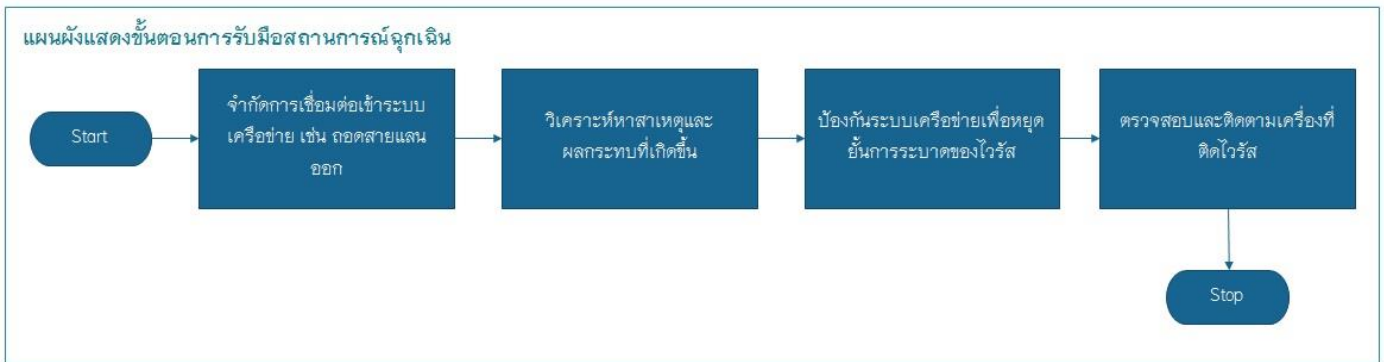 แผนผังแสดงขั้นตอนการรับมือสถานการณ์ฉุกเฉิน
Start
จำกัดการเชื่อมต่อเข้าระบบ
เครือข่าย เช่น ถอดสายแลน
ออก
วิเคราะห์หาสาเหตุและ
ผลกระทบที่เกิดขึ้น
ป้องกันระบบเครือข่ายเพื่อหยุด
ยั้นการระบาดของไวรัส
ตรวจสอบและติดตามเครื่องที่
ติดไวรัส
Stop